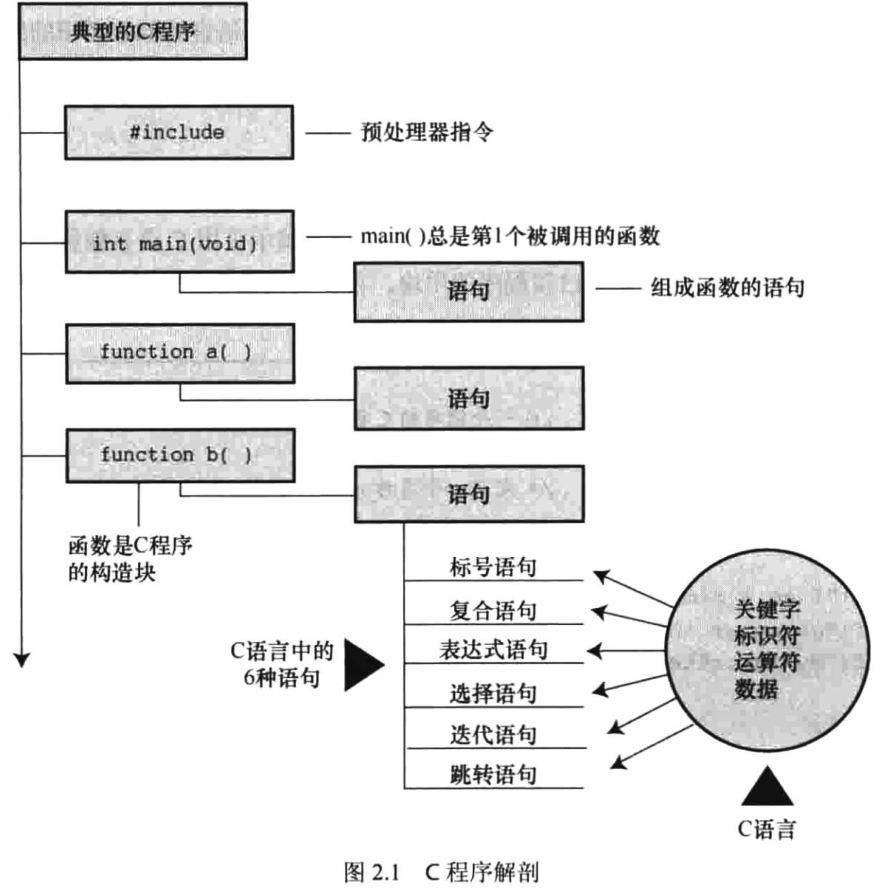 典型的C程序
#include
预处理器指令
int main(void)
main( )总是第1个被调用的函数
语句
组成函数的语句
function a( )
语句
function b( )
语句
函数是C程序
的构造块
标号语句
复合语句
表达式语句
选择语句
迭代语句
跳转语句
C语言中的
6种语句
关键字
标识符
运算符
数据
C语言
图 2.1 C 程序解剖